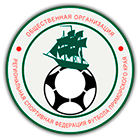 ОБЩЕСТВЕННАЯ ОРГАНИЗАЦИЯ
РЕГИОНАЛЬНАЯ СПОРТИВНАЯ ФЕДЕРАЦИЯ ФУТБОЛА ПРИМОРСКОГО КРАЯ